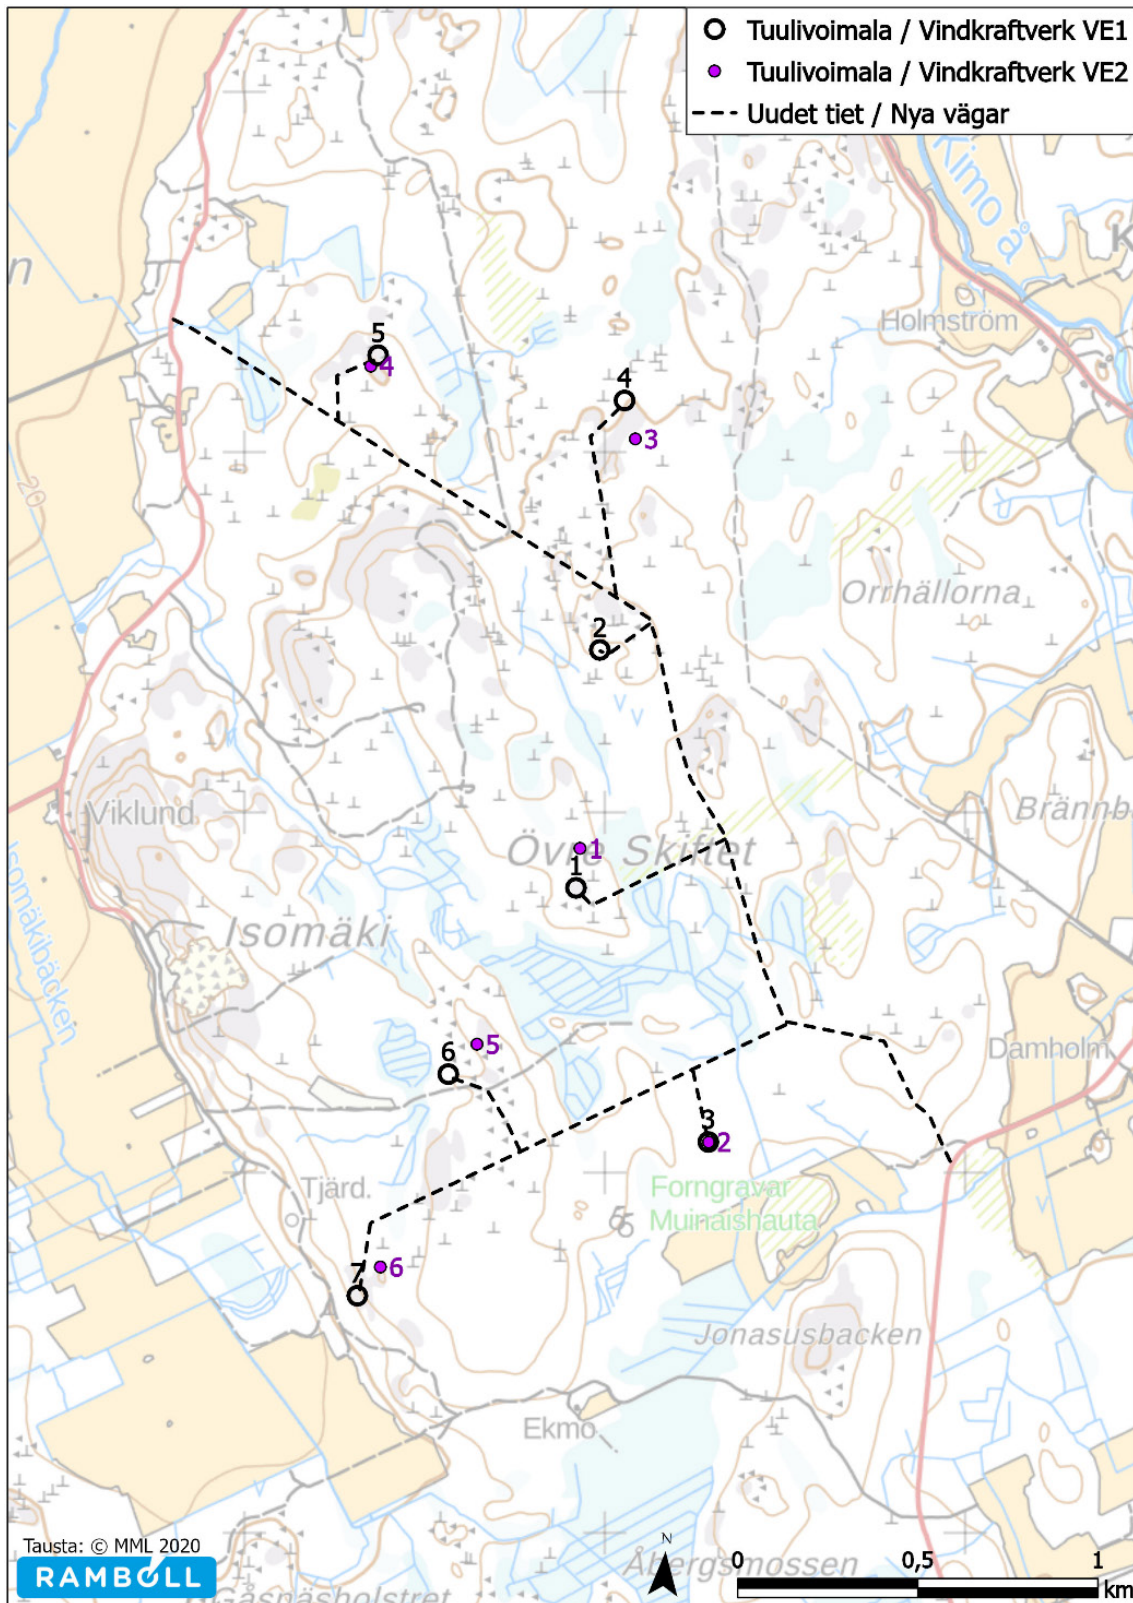 Tuulivoimala / Vindkraftverk VE1
Tuulivoimala / Vindkraftverk VE2
Uudet tiet / Nya vägar
Kimo å
K
n
Holmström
5
4
4
3
20
Orrhällorna
2
Viklund
Brännb
Övre Skiftet
1
1
Isomäki
Isomäkibäcken
5
6
Damholm
3
2
Tjärd.
Forngravar
Muinaishauta
6
7
Jonasusbacken
Ekmo
Tausta: © MML 2020
RAMBOLL
N
Åbergsmossen
0 0,5 1
km